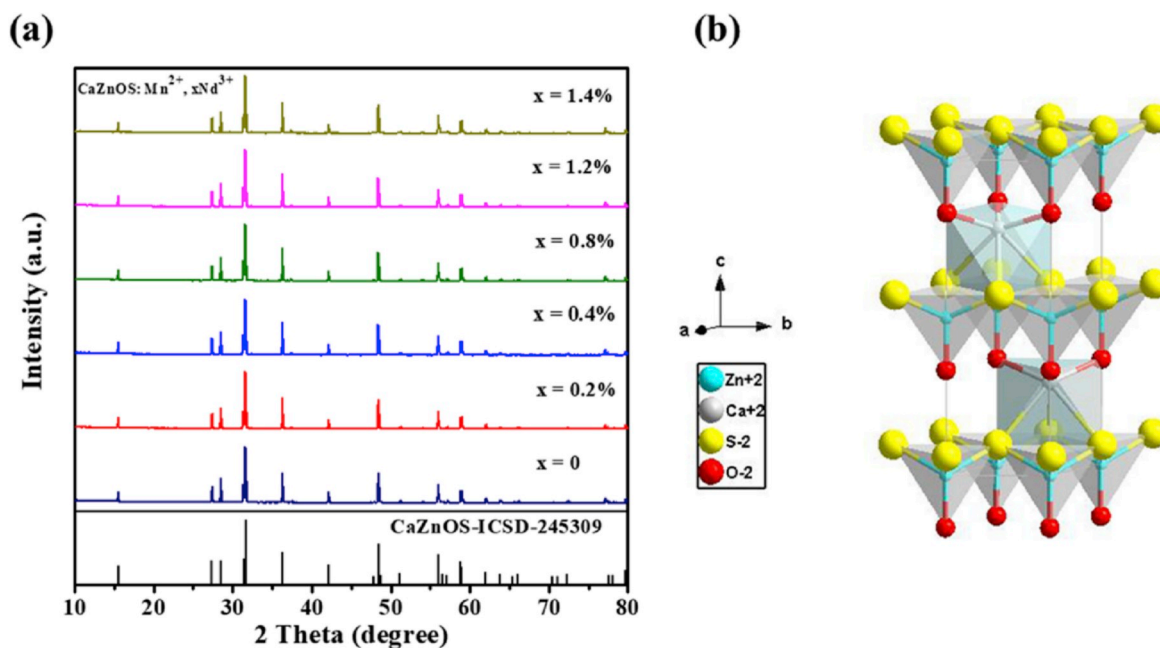 (a)
CaZnOS: Mn²⁺, xNd³⁺
x = 1.4%
x = 1.2%
x = 0.8%
x = 0.4%
x = 0.2%
x = 0
CaZnOS-ICSD-245309
Intensity (a.u.)
10 20 30 40 50 60 70 80
2 Theta (degree)
(b)
c
a
b
Zn+2
Ca+2
S-2
O-2